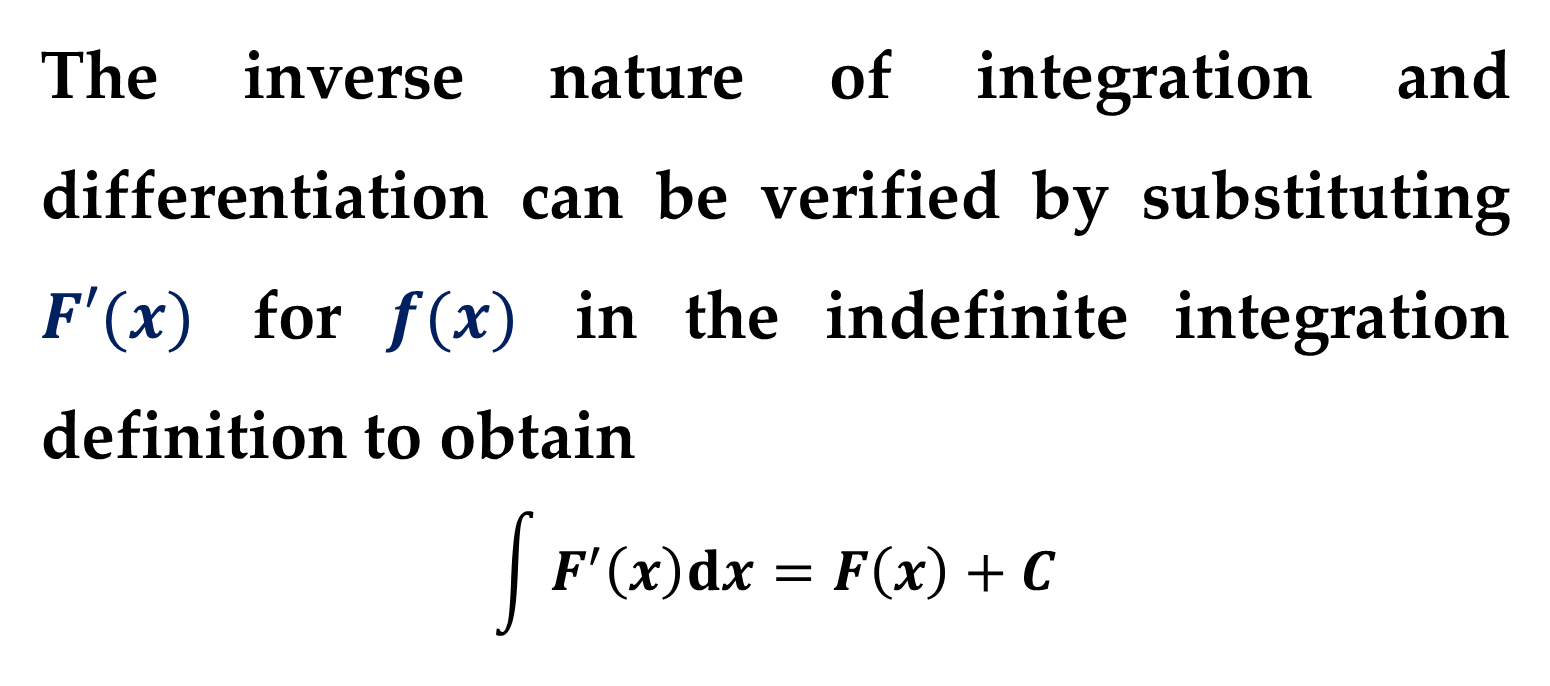 The inverse nature of integration and
differentiation can be verified by substituting
F′(x) for f(x) in the indefinite integration
definition to obtain
∫ F′(x)dx = F(x) + C